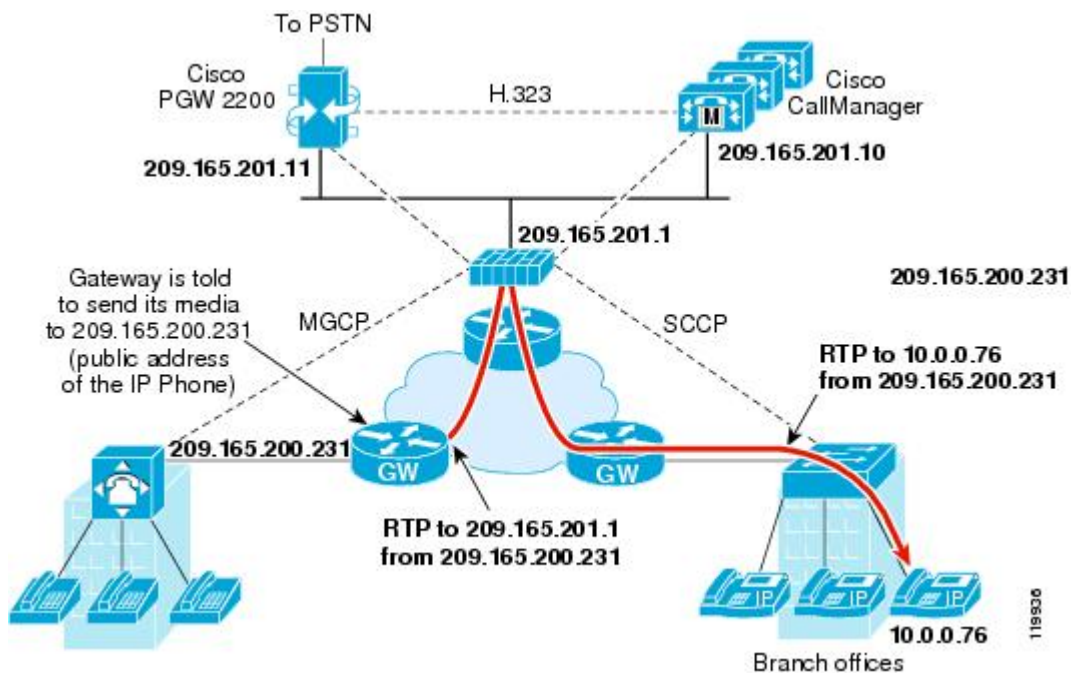 To PSTN
Cisco
PGW 2200
H.323
M
Cisco
CallManager
209.165.201.11
209.165.201.10
209.165.201.1
Gateway is told
to send its media
to 209.165.200.231
(public address
of the IP Phone)
MGCP
SCCP
209.165.200.231
RTP to 10.0.0.76
from 209.165.200.231
209.165.200.231
GW
GW
RTP to 209.165.201.1
from 209.165.200.231
IP
IP
IP
10.0.0.76
Branch offices
119936